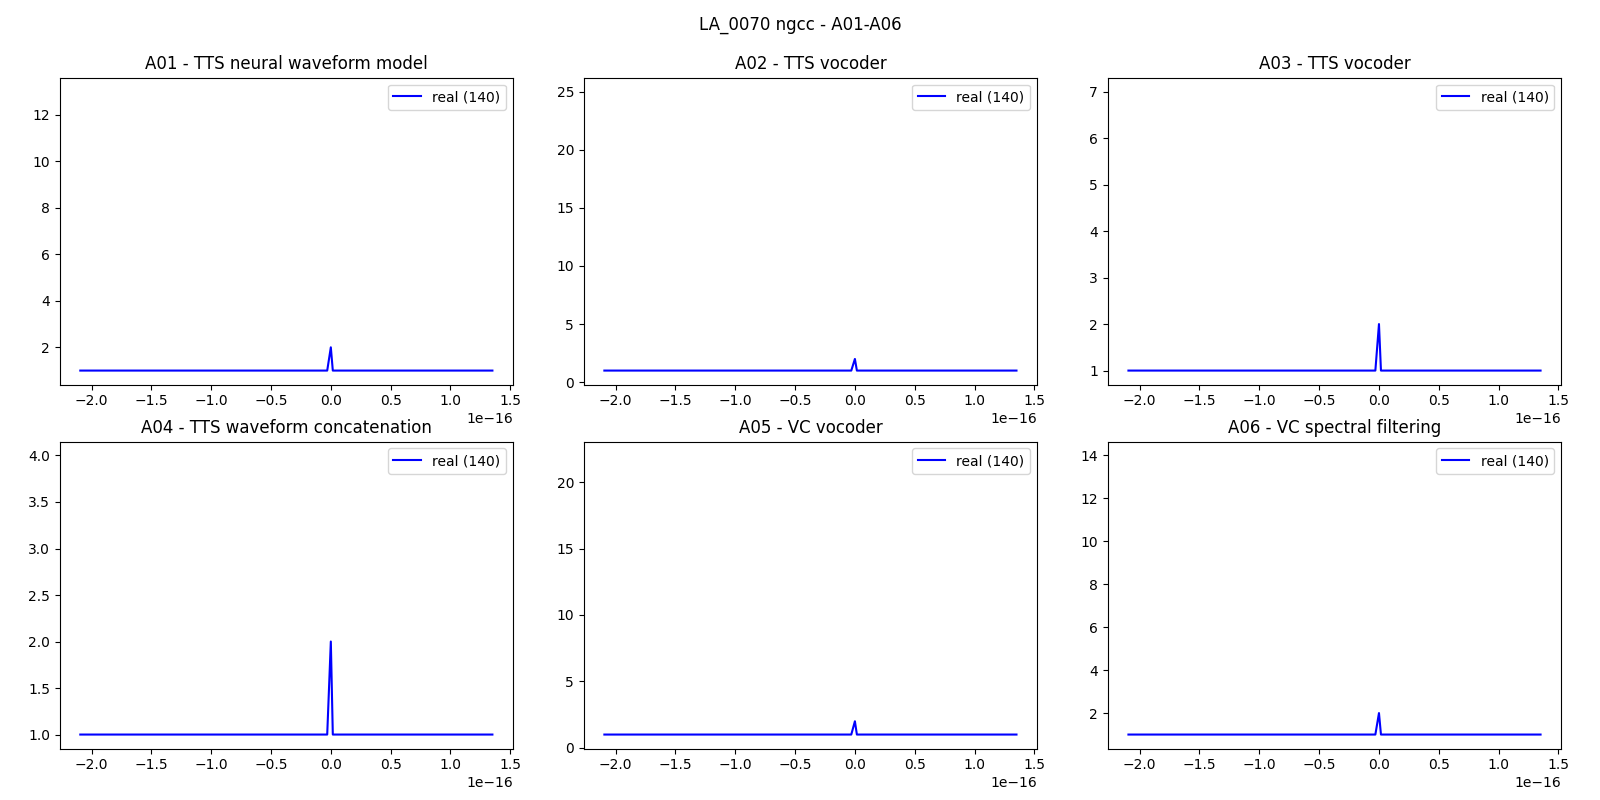 LA_0070 ngcc - A01-A06
A01 - TTS neural waveform model
real (140)
12
10
8
6
4
2
−2.0 −1.5 −1.0 −0.5 0.0 0.5 1.0 1.5
1e−16
A02 - TTS vocoder
real (140)
25
20
15
10
5
0
−2.0 −1.5 −1.0 −0.5 0.0 0.5 1.0 1.5
1e−16
A03 - TTS vocoder
real (140)
7
6
5
4
3
2
1
−2.0 −1.5 −1.0 −0.5 0.0 0.5 1.0 1.5
1e−16
A04 - TTS waveform concatenation
real (140)
4.0
3.5
3.0
2.5
2.0
1.5
1.0
−2.0 −1.5 −1.0 −0.5 0.0 0.5 1.0 1.5
1e−16
A05 - VC vocoder
real (140)
20
15
10
5
0
−2.0 −1.5 −1.0 −0.5 0.0 0.5 1.0 1.5
1e−16
A06 - VC spectral filtering
real (140)
14
12
10
8
6
4
2
−2.0 −1.5 −1.0 −0.5 0.0 0.5 1.0 1.5
1e−16